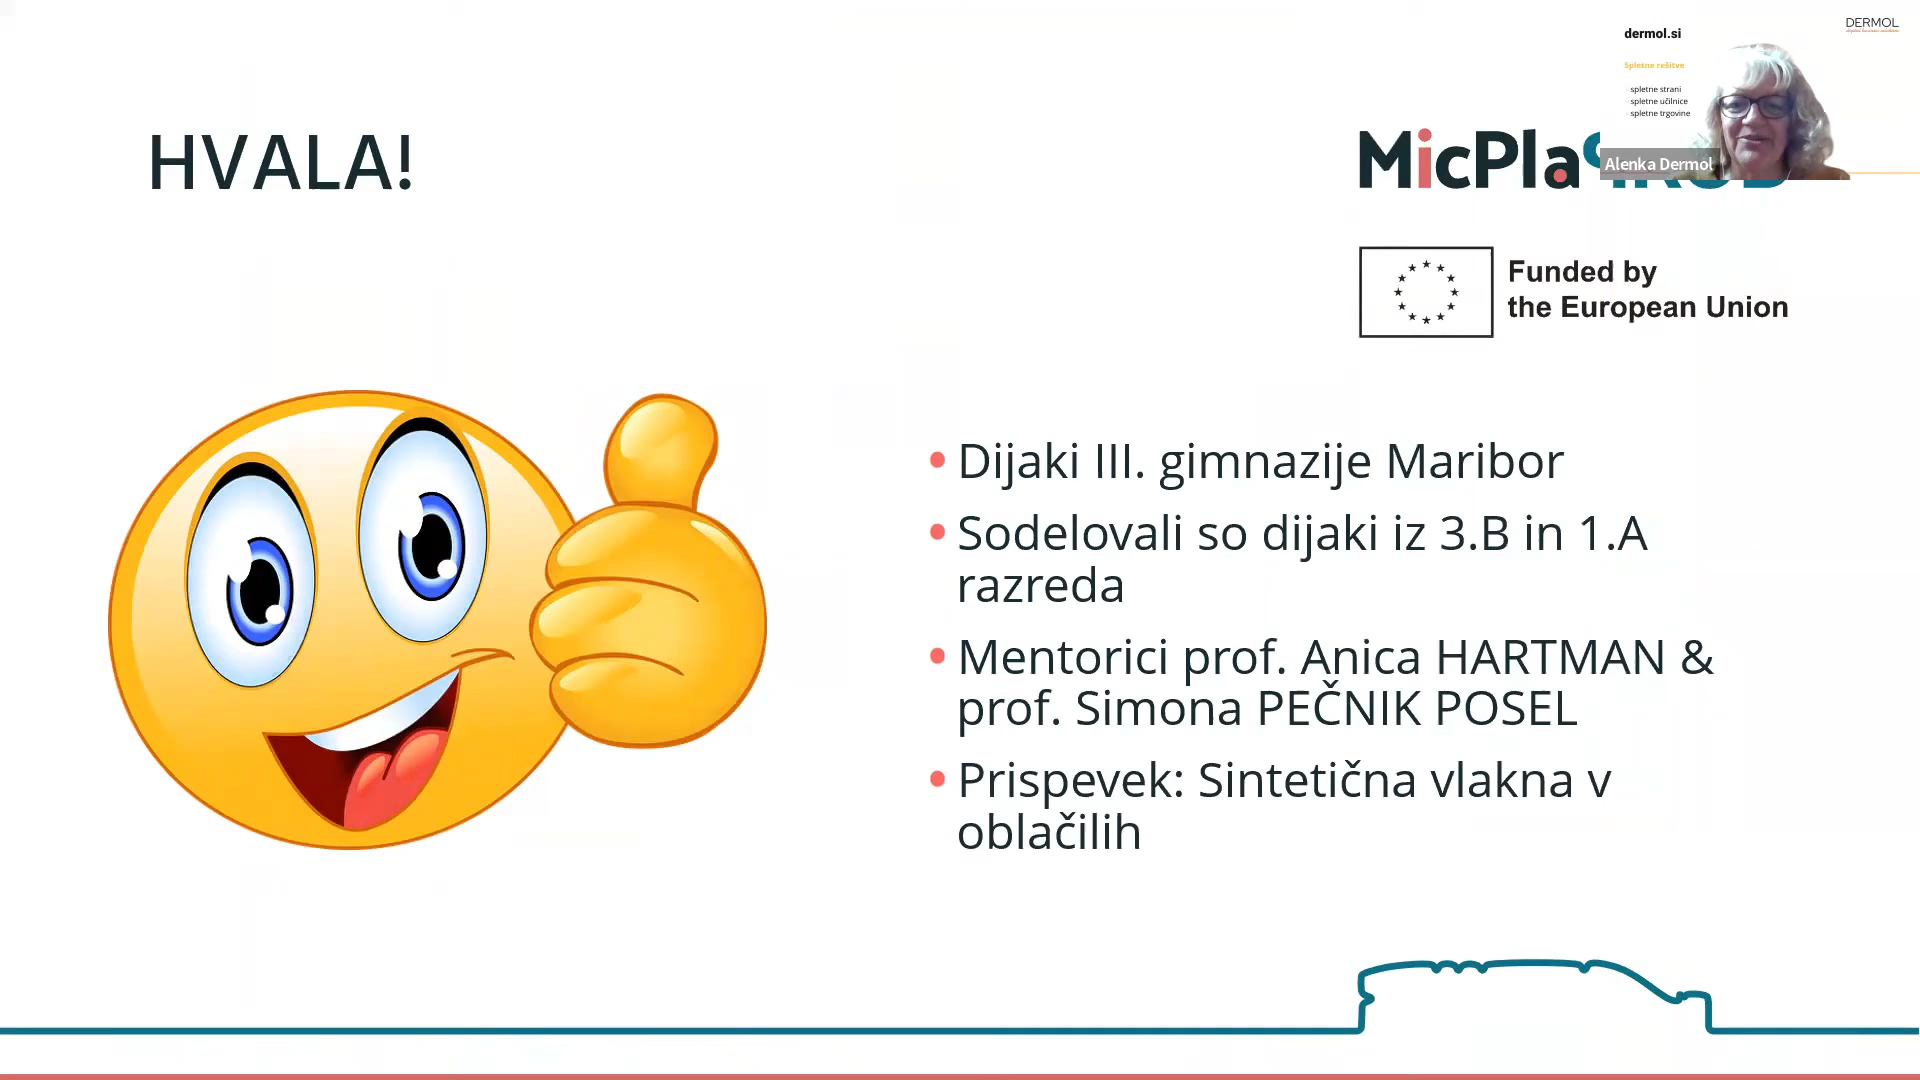 DERMOL
dermol.si
Spletne rešitve
spletne strani
spletne učilnice
spletne trgovine
HVALA!
MicPla
Alenka Dermol
Funded by
the European Union
• Dijaki III. gimnazije Maribor
• Sodelovali so dijaki iz 3.B in 1.A
razreda
• Mentorici prof. Anica HARTMAN &
prof. Simona PEČNIK POSEL
• Prispevek: Sintetična vlakna v
oblačilih